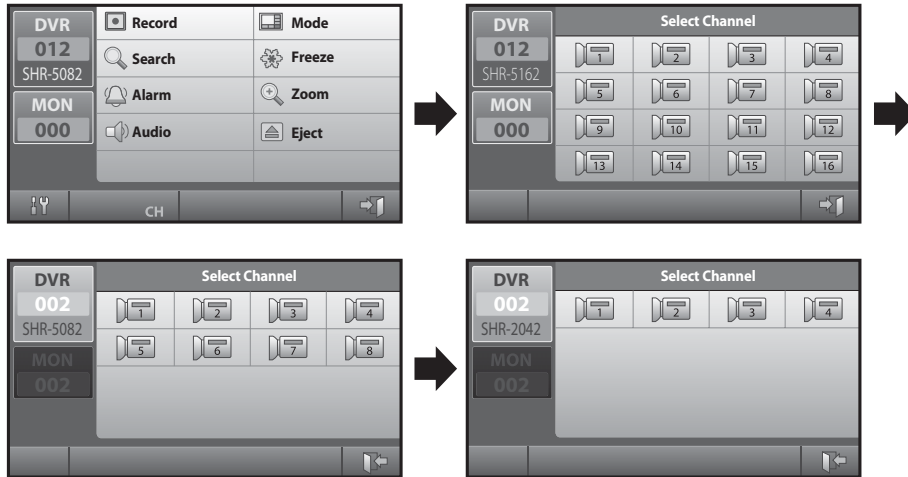 DVR
012
SHR-5082
MON
000
Record
Mode
Search
Freeze
Alarm
Zoom
Audio
Eject
CH
DVR
012
SHR-5162
MON
000
Select Channel
1 2 3 4
5 6 7 8
9 10 11 12
13 14 15 16
DVR
002
SHR-5082
MON
002
Select Channel
1 2 3 4
5 6 7 8
DVR
002
SHR-2042
MON
002
Select Channel
1 2 3 4